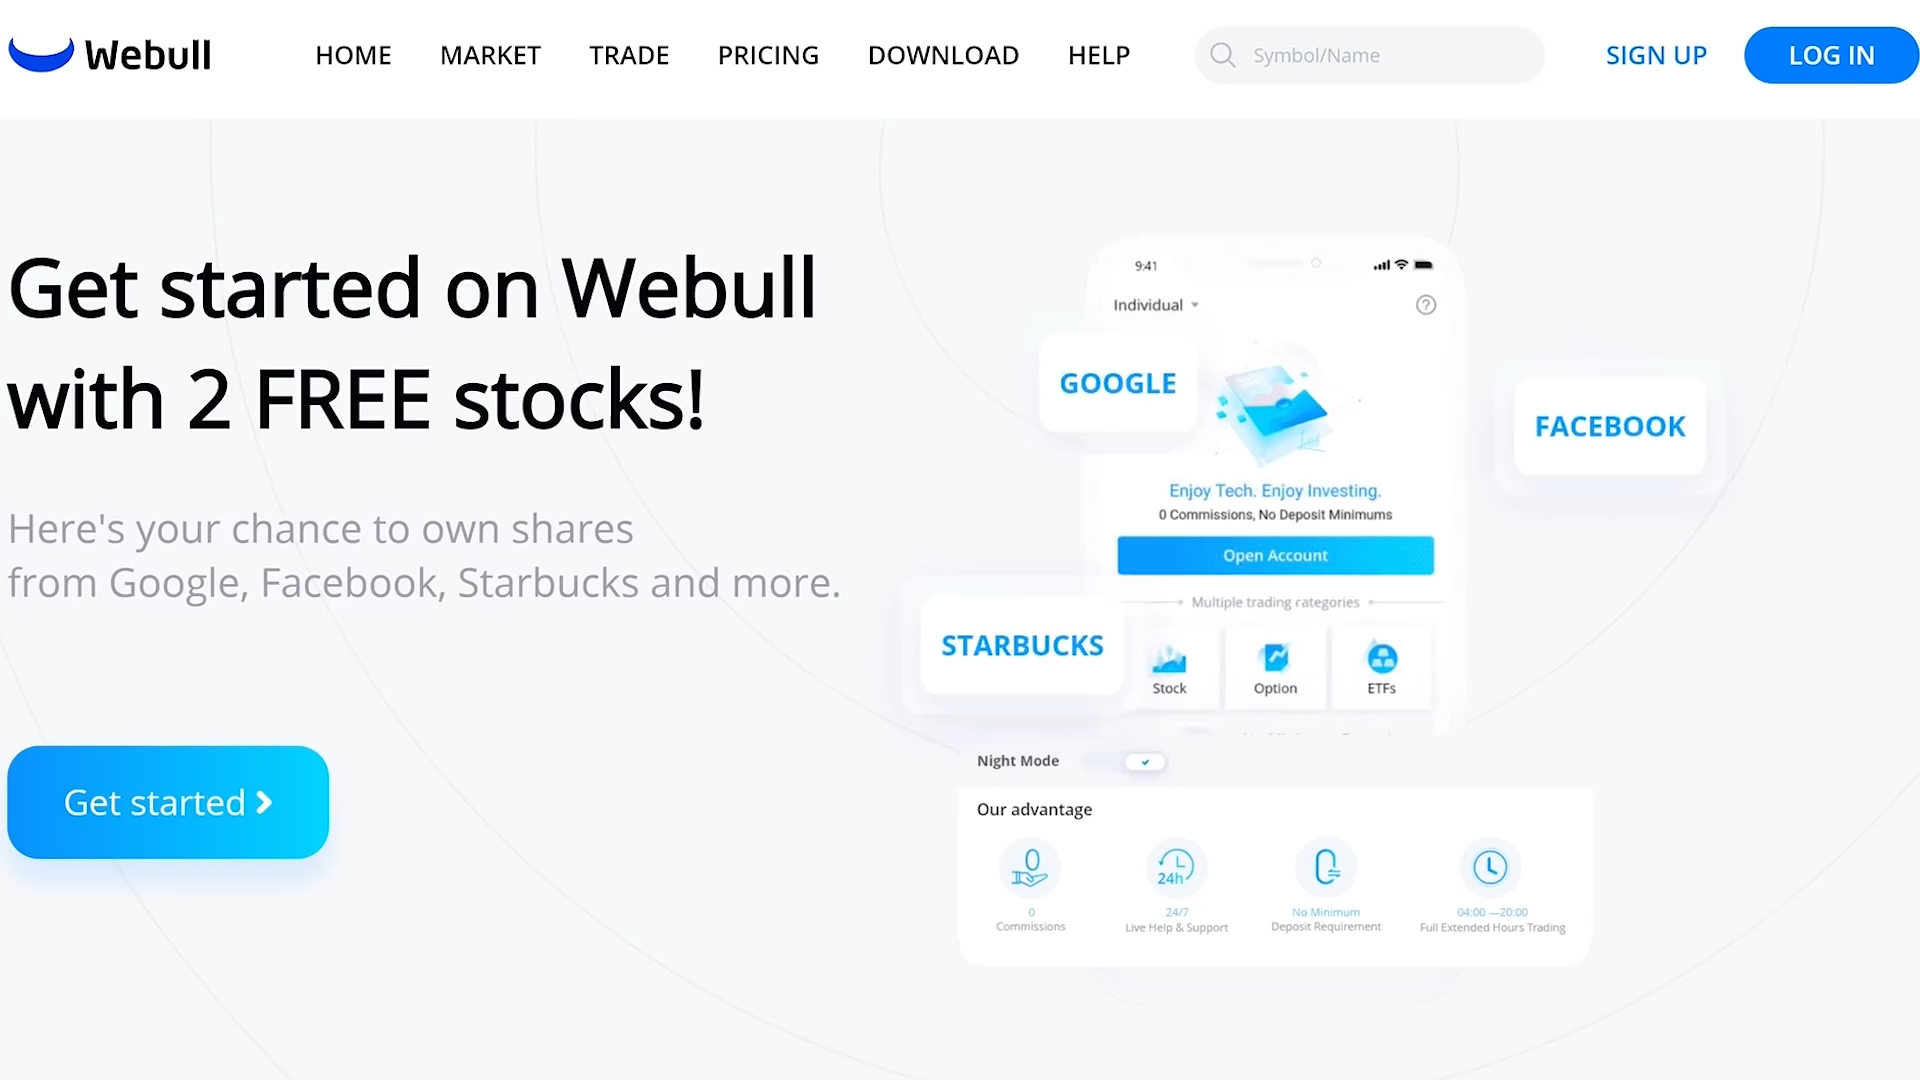 Webull
HOME
MARKET
TRADE
PRICING
DOWNLOAD
HELP
Symbol/Name
SIGN UP
LOG IN
Get started on Webull
with 2 FREE stocks!
Here's your chance to own shares
from Google, Facebook, Starbucks and more.
Get started
9:41
Individual
GOOGLE
FACEBOOK
Enjoy Tech. Enjoy Investing.
0 Commissions, No Deposit Minimums
Open Account
Multiple trading categories
STARBUCKS
Stock
Option
ETFs
Night Mode
Our advantage
0
24h
0
Commissions
24/7
Live Help & Support
No Minimum
Deposit Requirement
04:00 —20:00
Full Extended Hours Trading